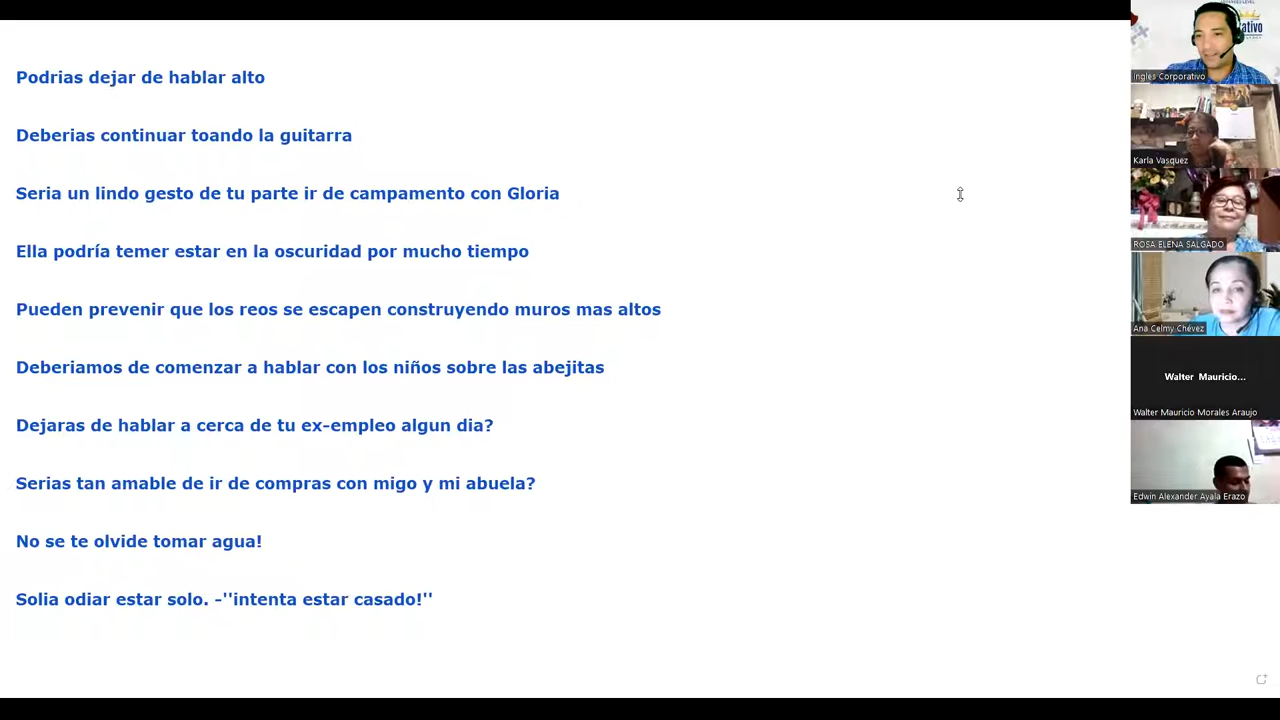 Podrias dejar de hablar alto
Deberias continuar toando la guitarra
Seria un lindo gesto de tu parte ir de campamento con Gloria
Ella podría temer estar en la oscuridad por mucho tiempo
Pueden prevenir que los reos se escapen construyendo muros mas altos
Deberiamos de comenzar a hablar con los niños sobre las abejitas
Dejaras de hablar a cerca de tu ex-empleo algun dia?
Serias tan amable de ir de compras con migo y mi abuela?
No se te olvide tomar agua!
Solia odiar estar solo. -''intenta estar casado!''
Ingles Corporativo
Karla Vasquez
ROSA ELENA SALGADO
Ana Celmy Chévez
Walter Mauricio...
Walter Mauricio Morales Araujo
Edwin Alexander Ayala Erazo